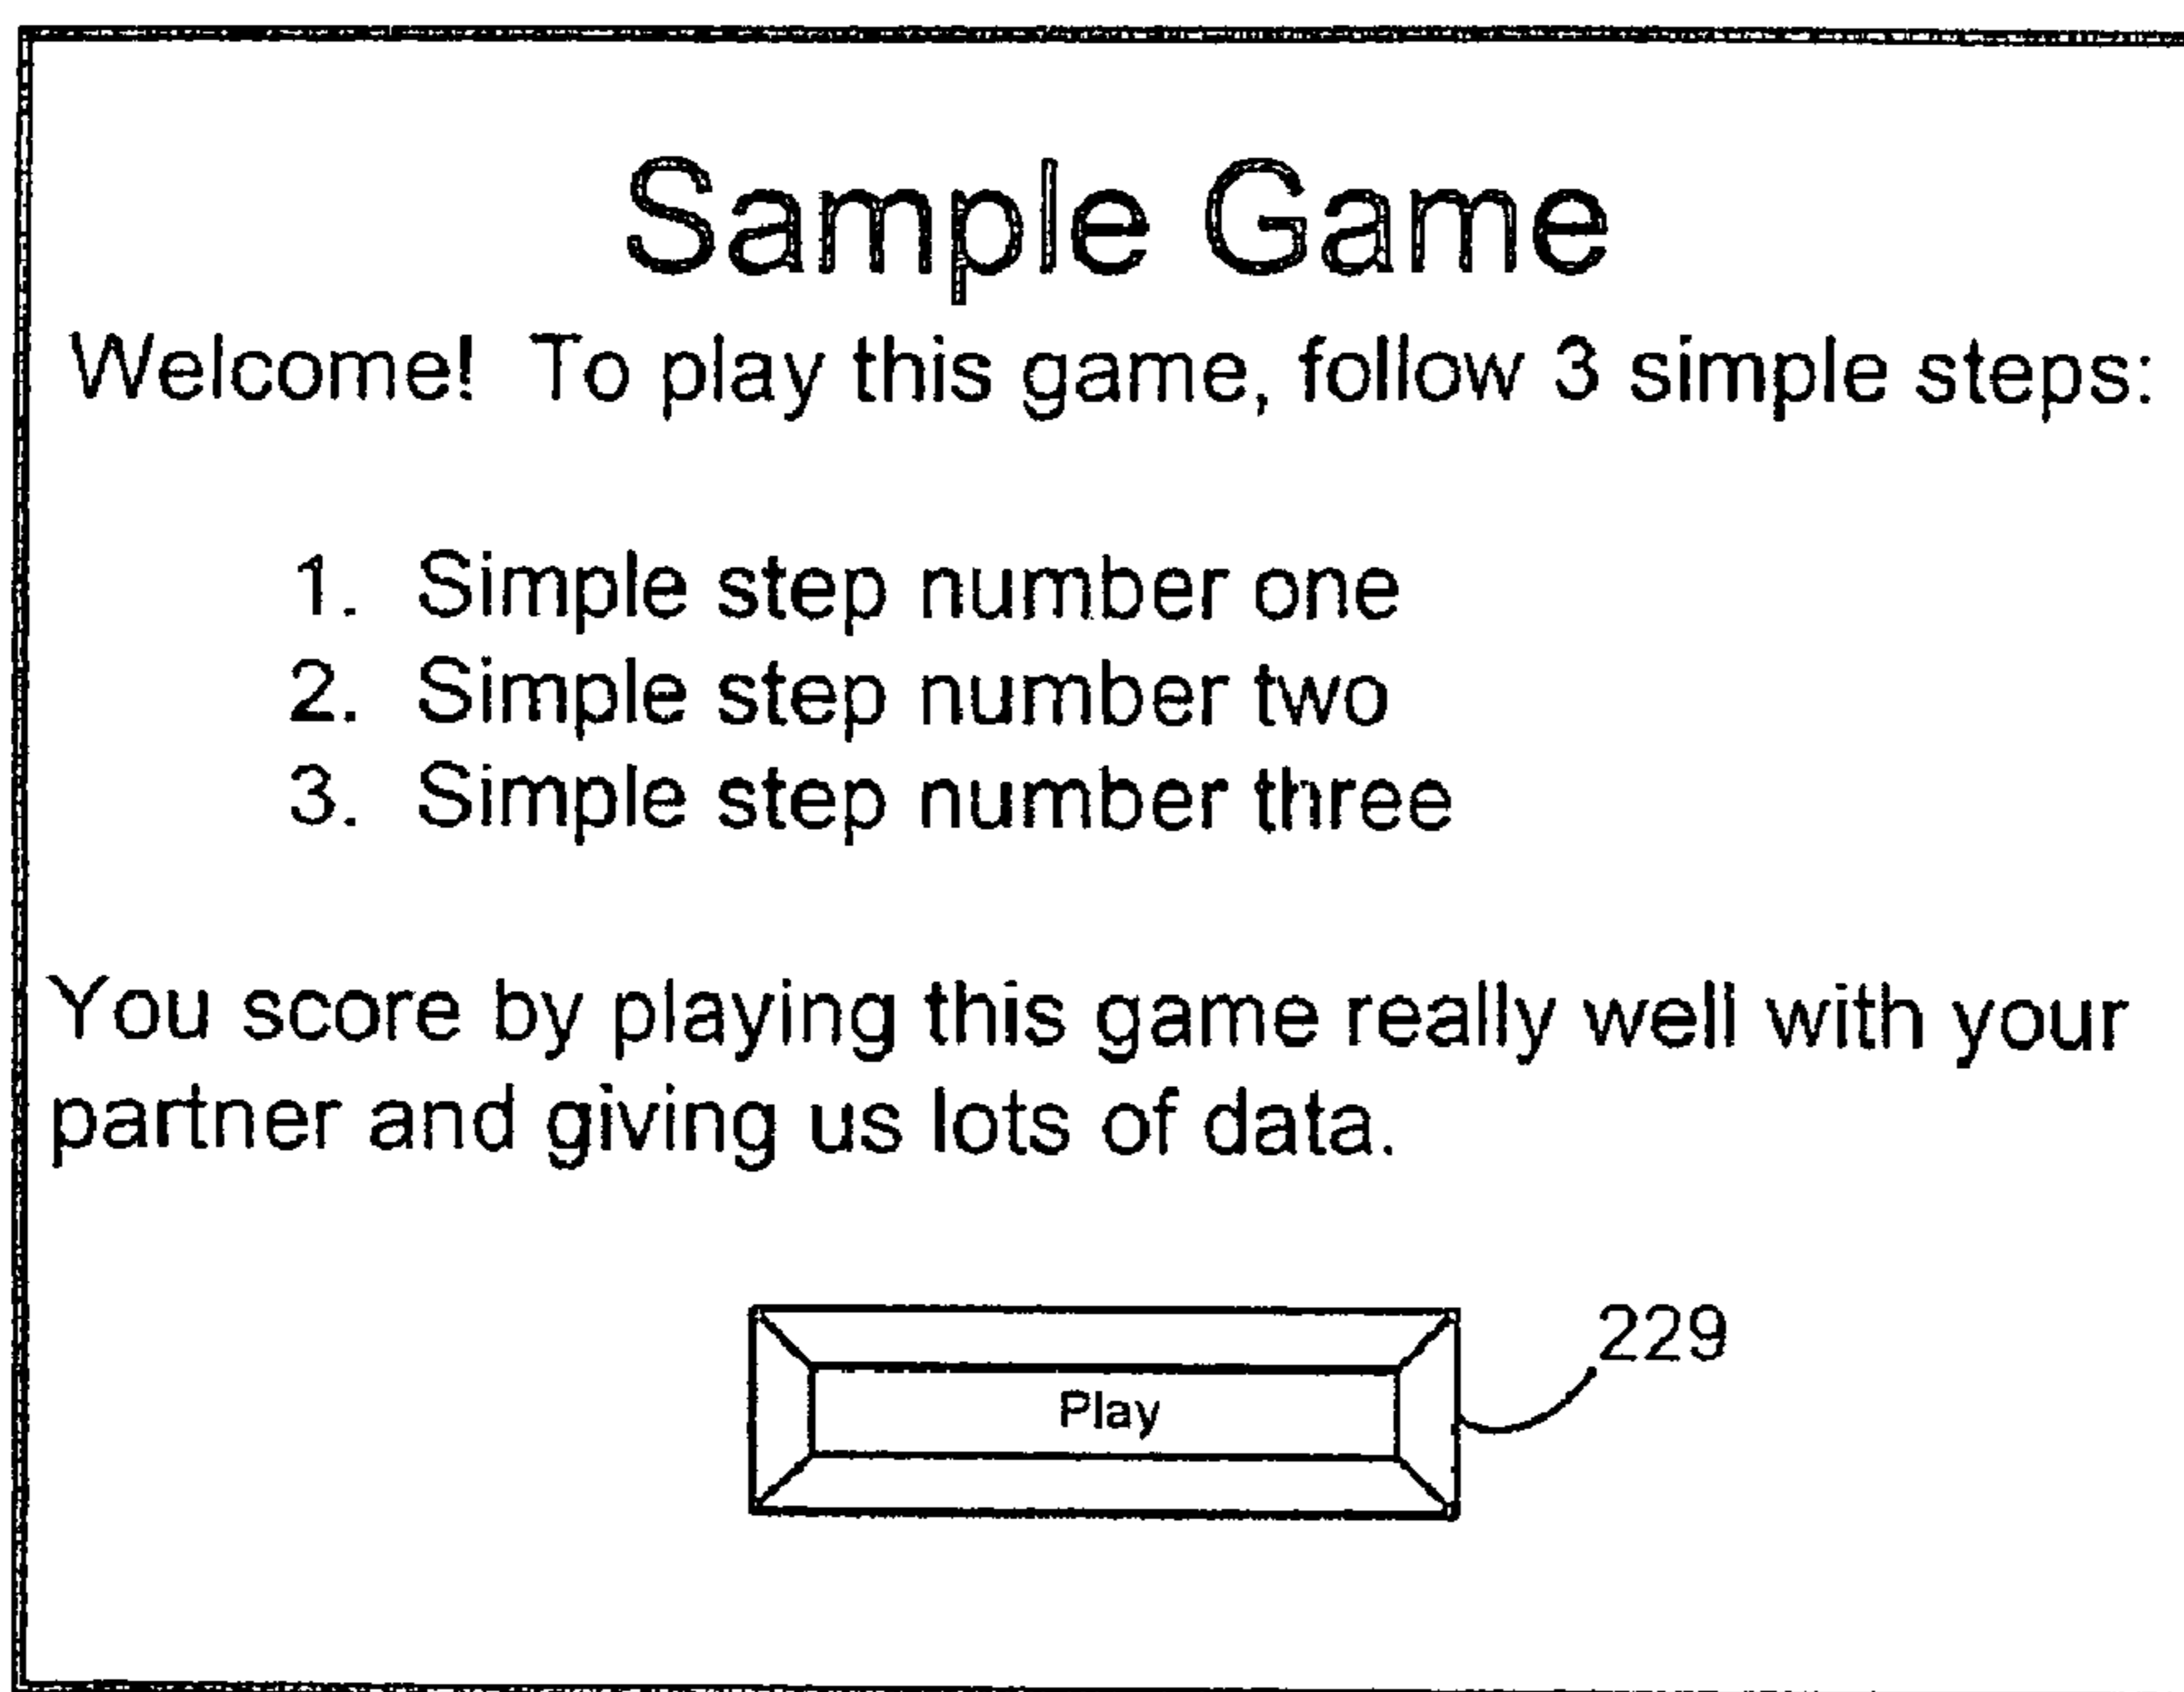 Sample Game
Welcome!  To play this game, follow 3 simple steps:
1. Simple step number one
2. Simple step number two
3. Simple step number three
You score by playing this game really well with your
partner and giving us lots of data.
229
Play